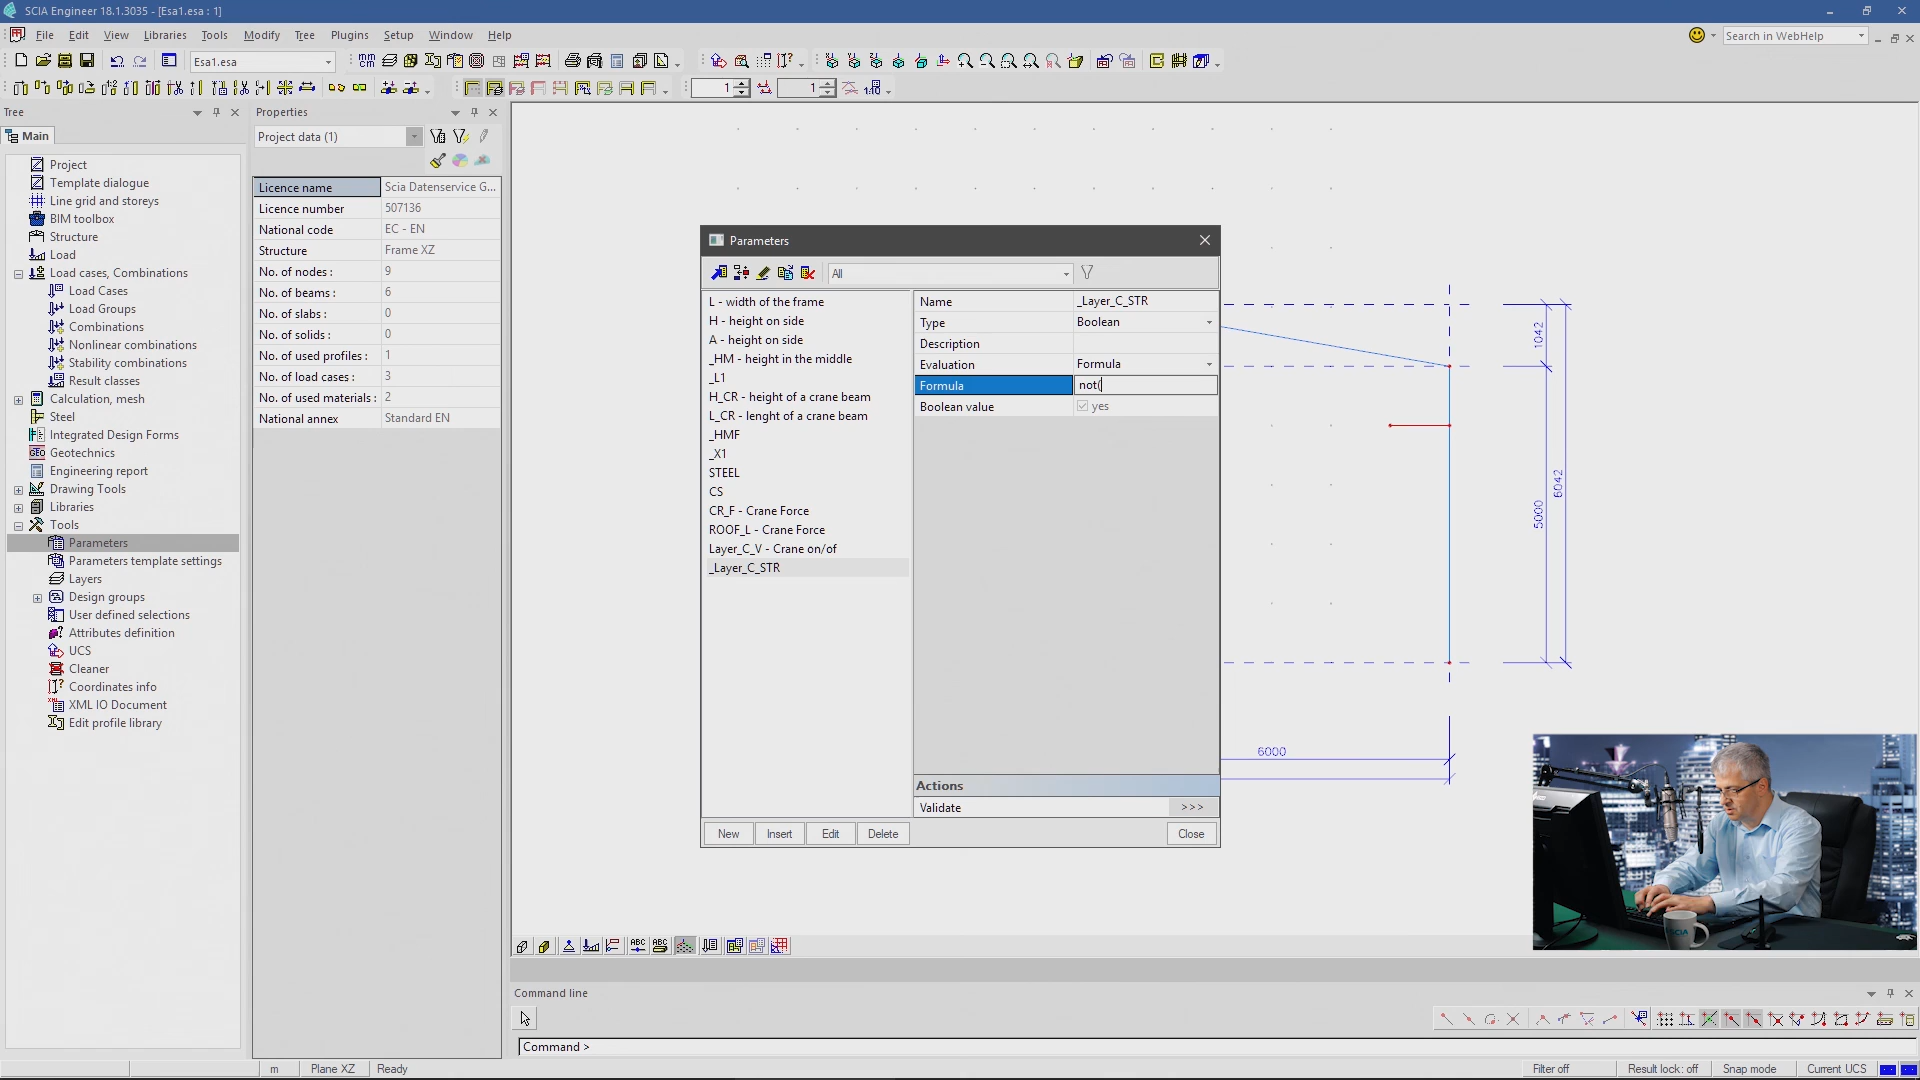 SCIA Engineer 18.1.3035 - [Esa1.esa : 1]
File Edit View Libraries Tools Modify Tree Plugins Setup Window Help
Search in WebHelp
Esa1.esa
1
1
Tree
Main
Project
Template dialogue
Line grid and storeys
BIM toolbox
Structure
Load
Load cases, Combinations
Load Cases
Load Groups
Combinations
Nonlinear combinations
Stability combinations
Result classes
Calculation, mesh
Steel
Integrated Design Forms
Geotechnics
Engineering report
Drawing Tools
Libraries
Tools
Parameters
Parameters template settings
Layers
Design groups
User defined selections
Attributes definition
UCS
Cleaner
Coordinates info
XML IO Document
Edit profile library
Properties
Project data (1)
Licence name Scia Datenservice G...
Licence number 507136
National code EC - EN
Structure Frame XZ
No. of nodes : 9
No. of beams : 6
No. of slabs : 0
No. of solids : 0
No. of used profiles : 1
No. of load cases : 3
No. of used materials : 2
National annex Standard EN
Parameters
All
L - width of the frame
H - height on side
A - height on side
_HM - height in the middle
_L1
H_CR - height of a crane beam
L_CR - lenght of a crane beam
_HMF
_X1
STEEL
CS
CR_F - Crane Force
ROOF_L - Crane Force
Layer_C_V - Crane on/of
_Layer_C_STR
Name _Layer_C_STR
Type Boolean
Description
Evaluation Formula
Formula not(
Boolean value yes
Actions
Validate >>>
New Insert Edit Delete Close
1042
5000
6042
6000
SCIA
Command line
Command >
m Plane XZ Ready Filter off Result lock: off Snap mode Current UCS